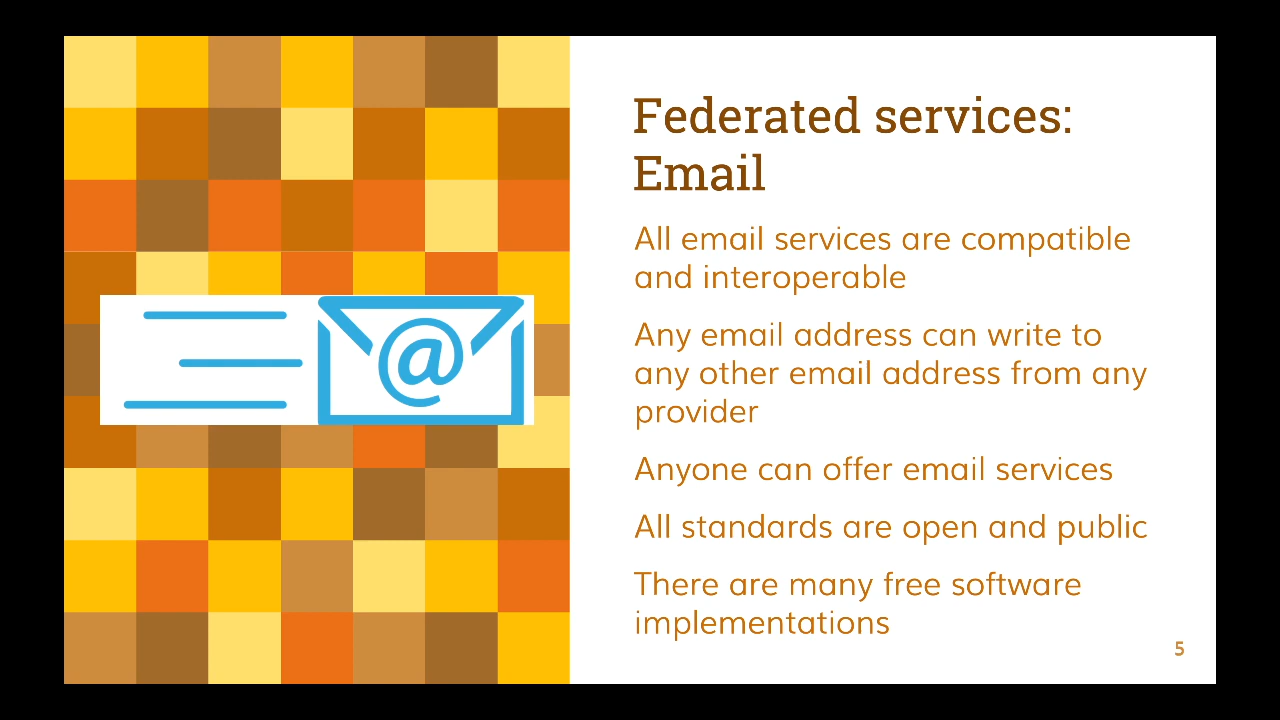 Federated services:
Email
All email services are compatible
and interoperable
Any email address can write to
any other email address from any
provider
Anyone can offer email services
All standards are open and public
There are many free software
implementations
5
@